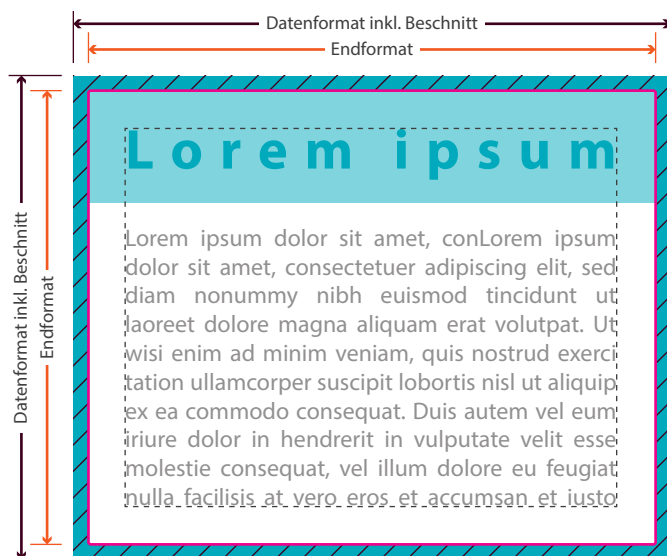 Datenformat inkl. Beschnitt
Endformat
Datenformat inkl. Beschnitt
Endformat
Lorem ipsum
Lorem ipsum dolor sit amet, conLorem ipsum
dolor sit amet, consectetuer adipiscing elit, sed
diam nonummy nibh euismod tincidunt ut
laoreet dolore magna aliquam erat volutpat. Ut
wisi enim ad minim veniam, quis nostrud exerci
tation ullamcorper suscipit lobortis nisl ut aliquip
ex ea commodo consequat. Duis autem vel eum
iriure dolor in hendrerit in vulputate velit esse
molestie consequat, vel illum dolore eu feugiat
nulla facilisis at vero eros et accumsan et iusto